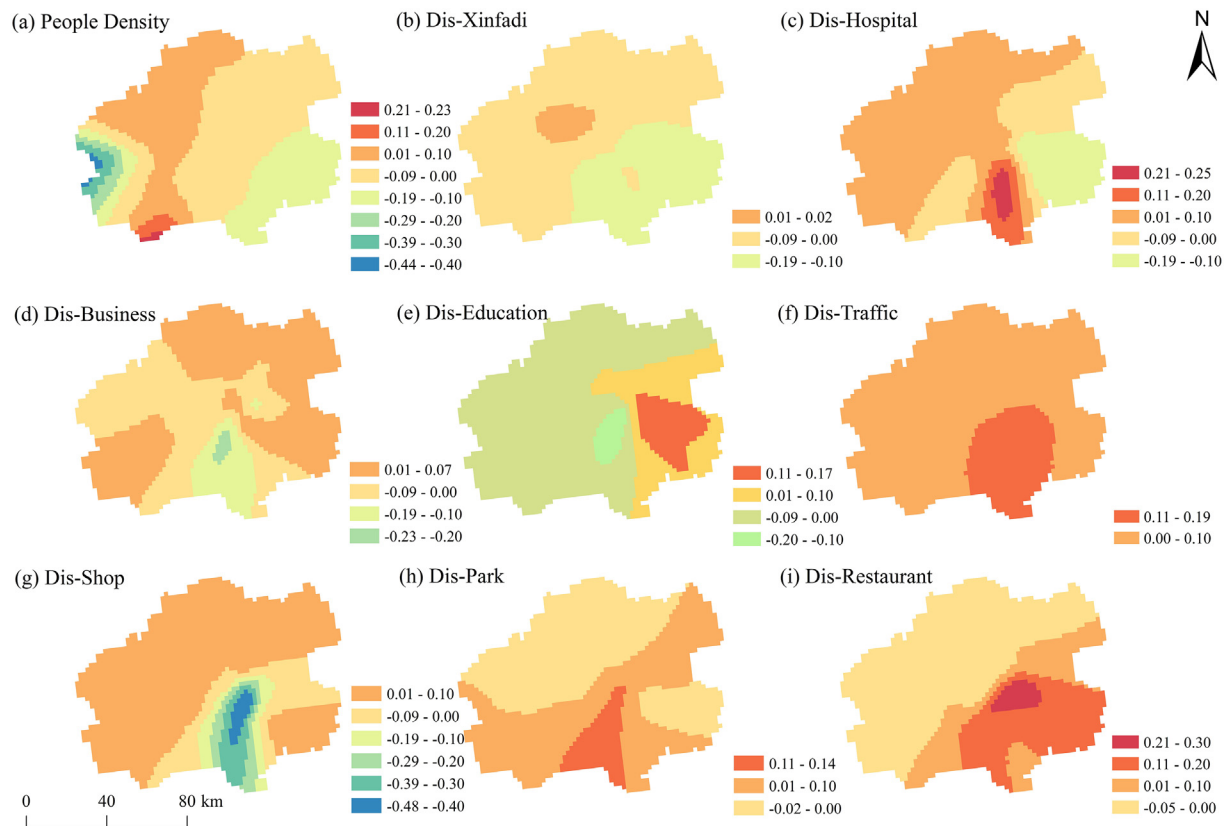 (a) People Density
(b) Dis-Xinfadi
(c) Dis-Hospital
N
0.21 - 0.23
0.11 - 0.20
0.01 - 0.10
-0.09 - 0.00
-0.19 - -0.10
-0.29 - -0.20
-0.39 - -0.30
-0.44 - -0.40
0.01 - 0.02
-0.09 - 0.00
-0.19 - -0.10
0.21 - 0.25
0.11 - 0.20
0.01 - 0.10
-0.09 - 0.00
-0.19 - -0.10
(d) Dis-Business
(e) Dis-Education
(f) Dis-Traffic
0.01 - 0.07
-0.09 - 0.00
-0.19 - -0.10
-0.23 - -0.20
0.11 - 0.17
0.01 - 0.10
-0.09 - 0.00
-0.20 - -0.10
0.11 - 0.19
0.00 - 0.10
(g) Dis-Shop
(h) Dis-Park
(i) Dis-Restaurant
0.01 - 0.10
-0.09 - 0.00
-0.19 - -0.10
-0.29 - -0.20
-0.39 - -0.30
-0.48 - -0.40
0.11 - 0.14
0.01 - 0.10
-0.02 - 0.00
0.21 - 0.30
0.11 - 0.20
0.01 - 0.10
-0.05 - 0.00
0 40 80 km